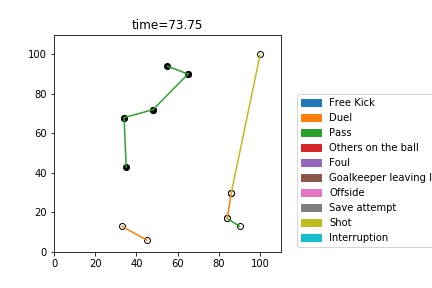 time=73.75
100
80
60
40
20
0
0 20 40 60 80 100
Free Kick
Duel
Pass
Others on the ball
Foul
Goalkeeper leaving l
Offside
Save attempt
Shot
Interruption